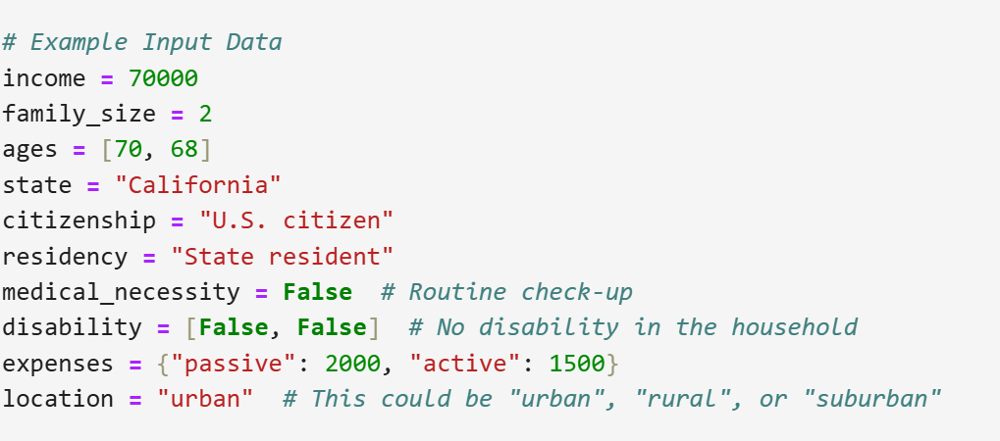 # Example Input Data
income = 70000
family_size = 2
ages = [70, 68]
state = "California"
citizenship = "U.S. citizen"
residency = "State resident"
medical_necessity = False  # Routine check-up
disability = [False, False]  # No disability in the household
expenses = {"passive": 2000, "active": 1500}
location = "urban"  # This could be "urban", "rural", or "suburban"